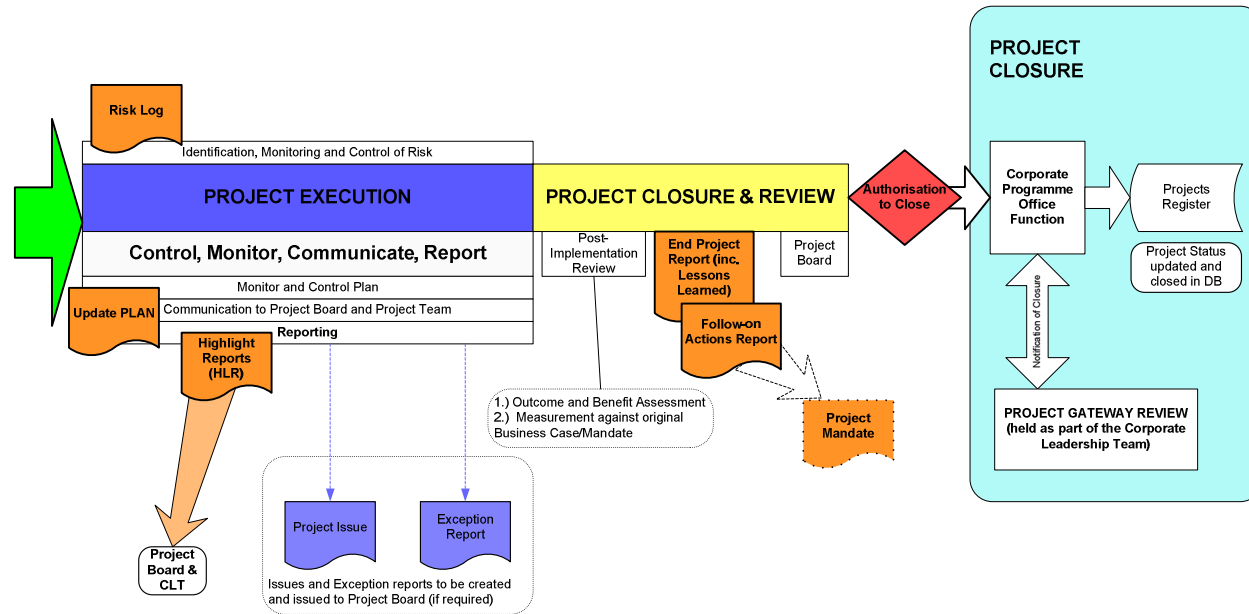 PROJECT
CLOSURE
Risk Log
Identification, Monitoring and Control of Risk
PROJECT EXECUTION
PROJECT CLOSURE & REVIEW
Authorisation
to Close
Corporate
Programme
Office
Function
Projects
Register
Control, Monitor, Communicate, Report
Post-
Implementation
Review
End Project
Report (inc.
Lessons
Learned)
Project
Board
Project Status
updated and
closed in DB
Monitor and Control Plan
Update PLAN
Communication to Project Board and Project Team
Reporting
Highlight
Reports
(HLR)
Follow-on
Actions Report
Notification of Closure
1.) Outcome and Benefit Assessment
2.) Measurement against original
Business Case/Mandate
Project
Mandate
PROJECT GATEWAY REVIEW
(held as part of the Corporate
Leadership Team)
Project Issue
Exception
Report
Project
Board &
CLT
Issues and Exception reports to be created
and issued to Project Board (if required)